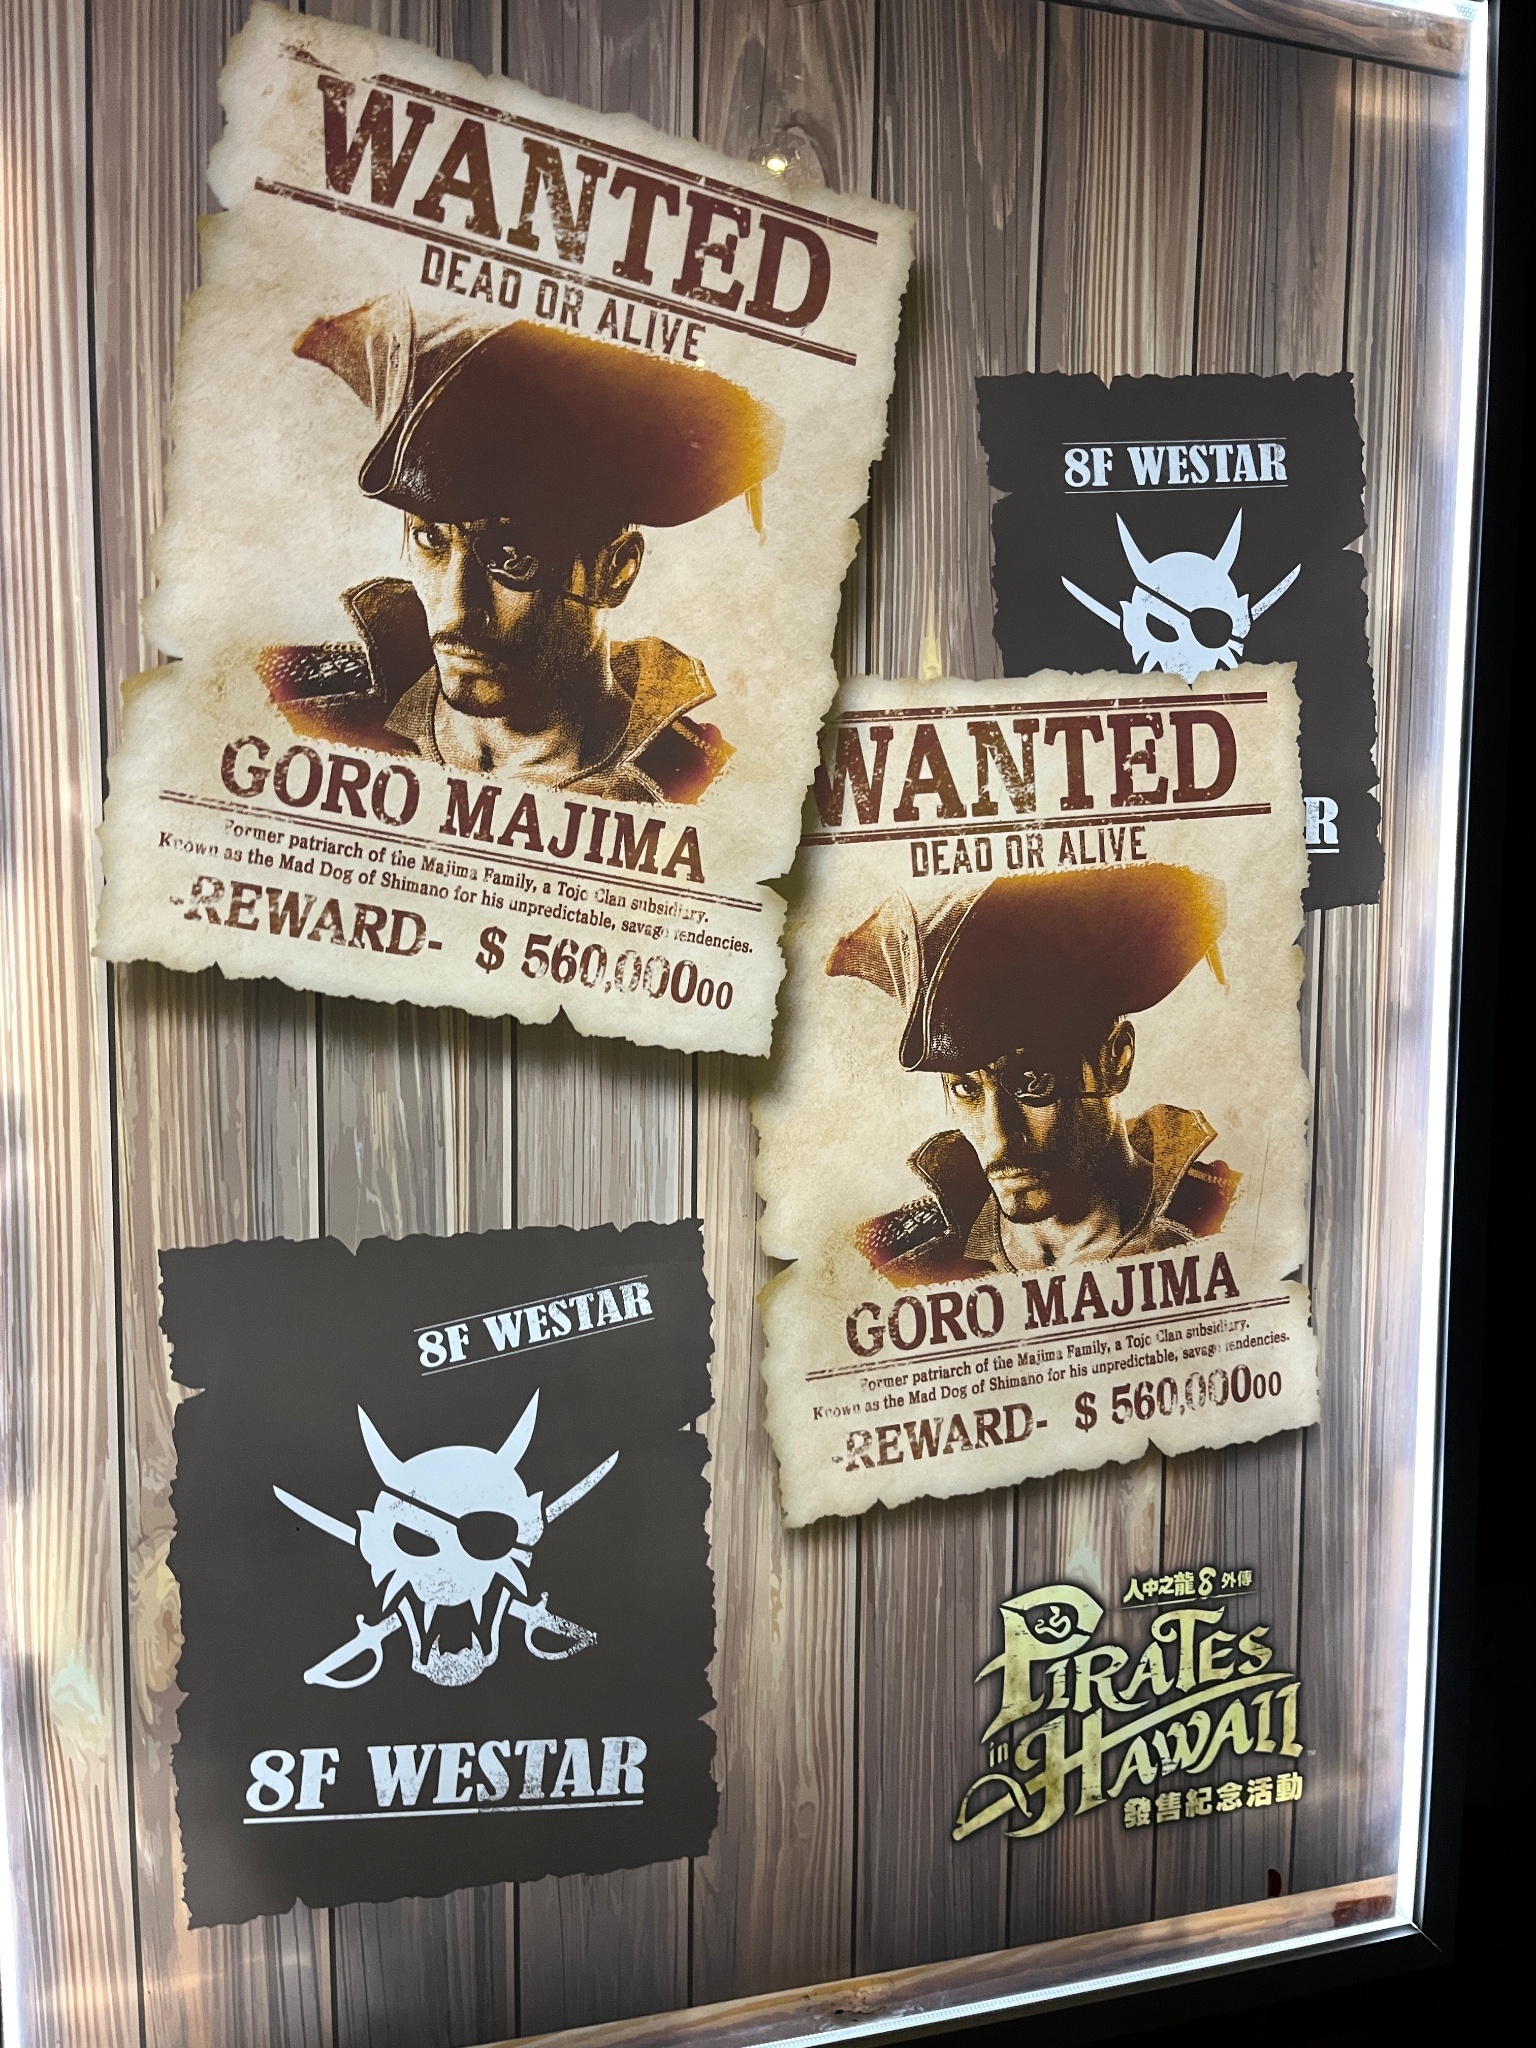 WANTED
DEAD OR ALIVE
GORO MAJIMA
Former patriarch of the Majima Family, a Tojo Clan subsidiary.
Known as the Mad Dog of Shimano for his unpredictable, savage tendencies.
-REWARD- $ 560,00000
8F WESTAR
R
WANTED
DEAD OR ALIVE
GORO MAJIMA
Former patriarch of the Majima Family, a Tojo Clan subsidiary.
Known as the Mad Dog of Shimano for his unpredictable, savage tendencies.
-REWARD- $ 560,00000
8F WESTAR
8F WESTAR
人中之龍8 外傳
PIRATES
in HAWAII
發售紀念活動